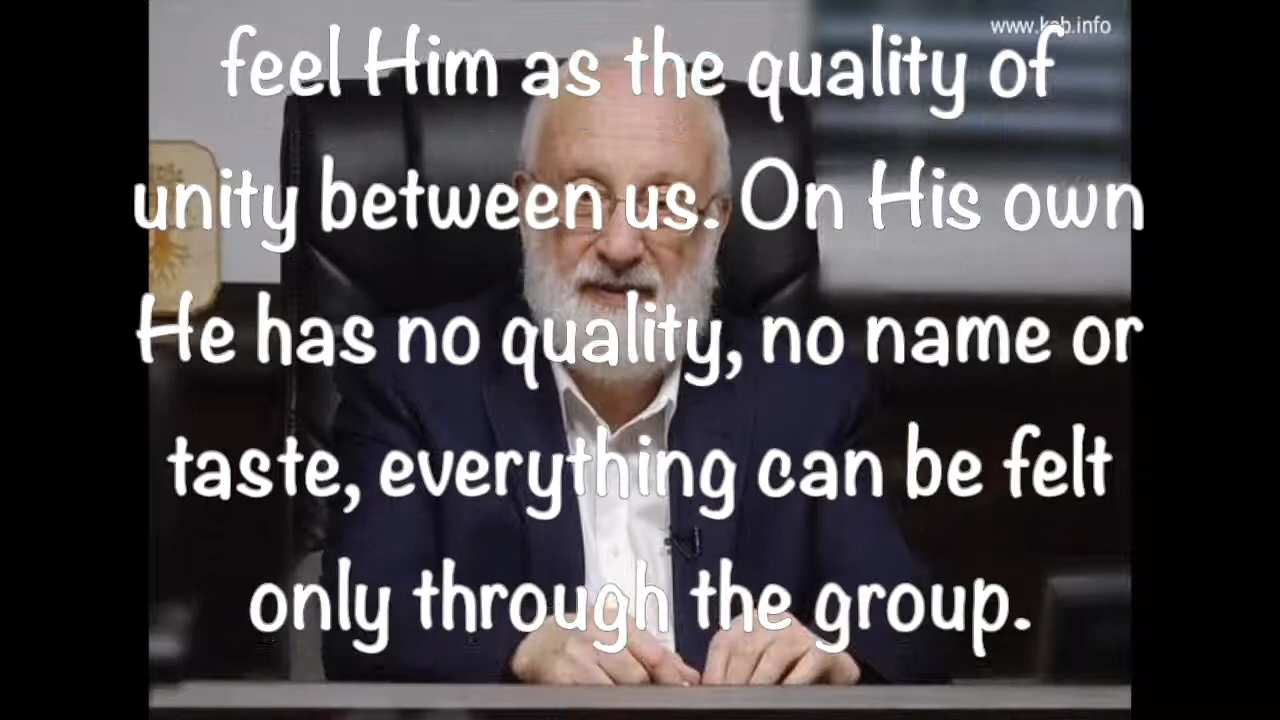 www.kab.info
feel Him as the quality of
unity between us. On His own
He has no quality, no name or
taste, everything can be felt
only through the group.